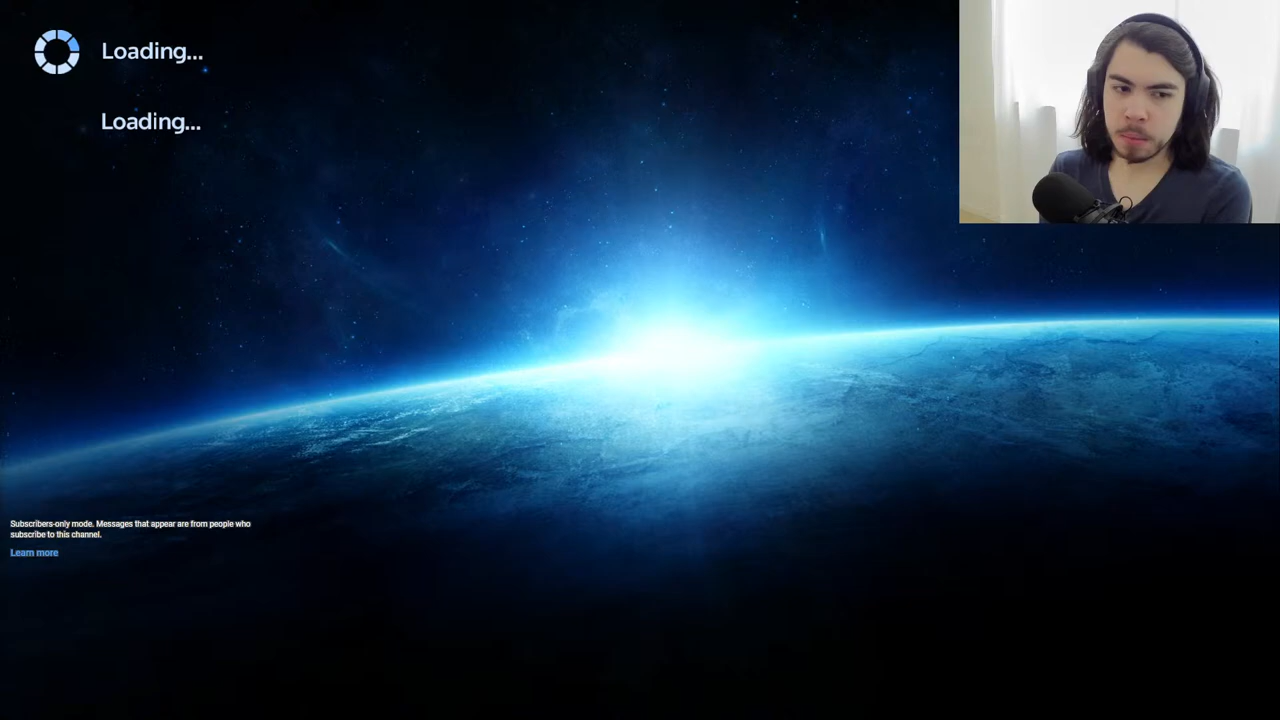 Loading...
Loading...
Subscribers-only mode. Messages that appear are from people who
subscribe to this channel.
Learn more